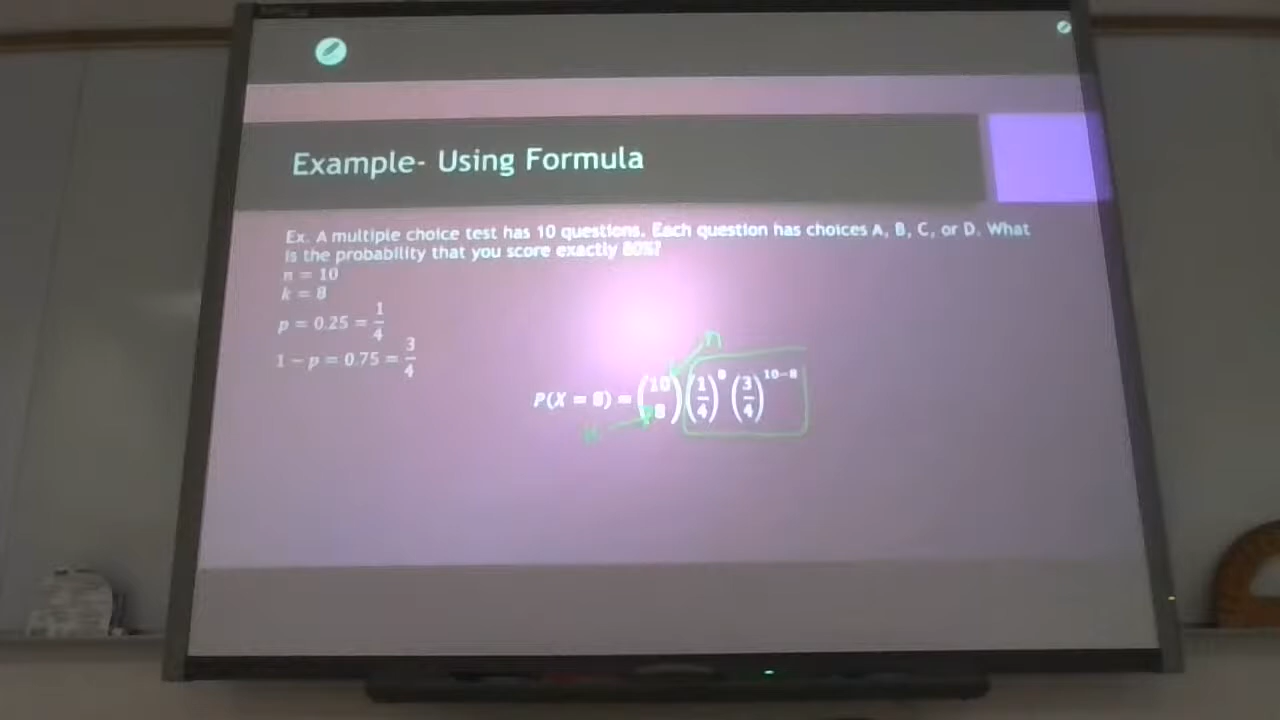 Example- Using Formula
Ex. A multiple choice test has 10 questions. Each question has choices A, B, C, or D. What
is the probability that you score exactly 80%?
n = 10
k = 8
p = 0.25 = 1/4
1 − p = 0.75 = 3/4
n
P(X = 8) = (10 8) (1/4)^8 (3/4)^10−8